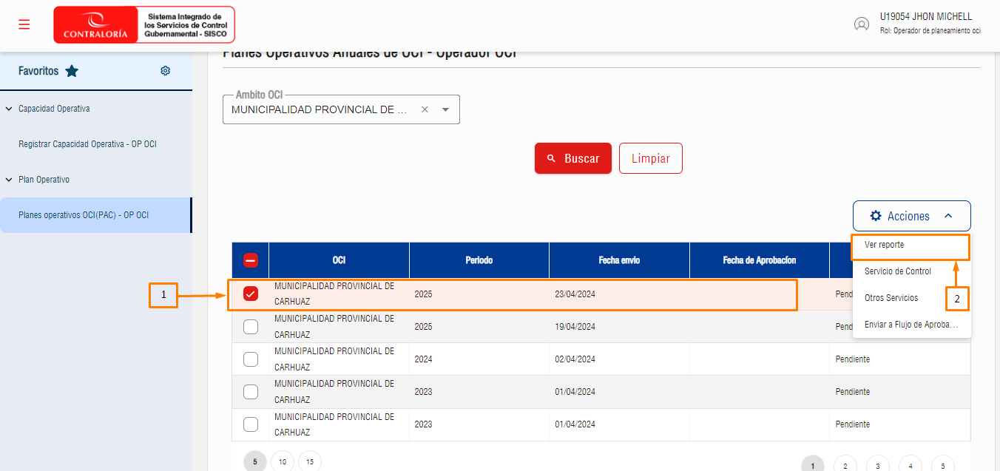 CONTRALORÍA
Sistema Integrado de
los Servicios de Control
Gubernamental - SISCO
U19054 JHON MICHELL
Rol: Operador de planeamiento oci
Favoritos
Capacidad Operativa
Registrar Capacidad Operativa - OP OCI
Plan Operativo
Planes operativos OCI(PAC) - OP OCI
Planes Operativos Anuales de OCI - Operador OCI
Ambito OCI
MUNICIPALIDAD PROVINCIAL DE ...
Buscar
Limpiar
Acciones
Ver reporte
Servicio de Control
Otros Servicios
Enviar a Flujo de Aproba...
1
2
OCI Periodo Fecha envio Fecha de Aprobacíon
MUNICIPALIDAD PROVINCIAL DE
CARHUAZ
2025 23/04/2024 Pend
MUNICIPALIDAD PROVINCIAL DE
CARHUAZ
2025 19/04/2024 Pend
MUNICIPALIDAD PROVINCIAL DE
CARHUAZ
2024 02/04/2024 Pendiente
MUNICIPALIDAD PROVINCIAL DE
CARHUAZ
2023 01/04/2024 Pendiente
MUNICIPALIDAD PROVINCIAL DE
CARHUAZ
2023 01/04/2024 Pendiente
5 10 15
1 2 3 4 5